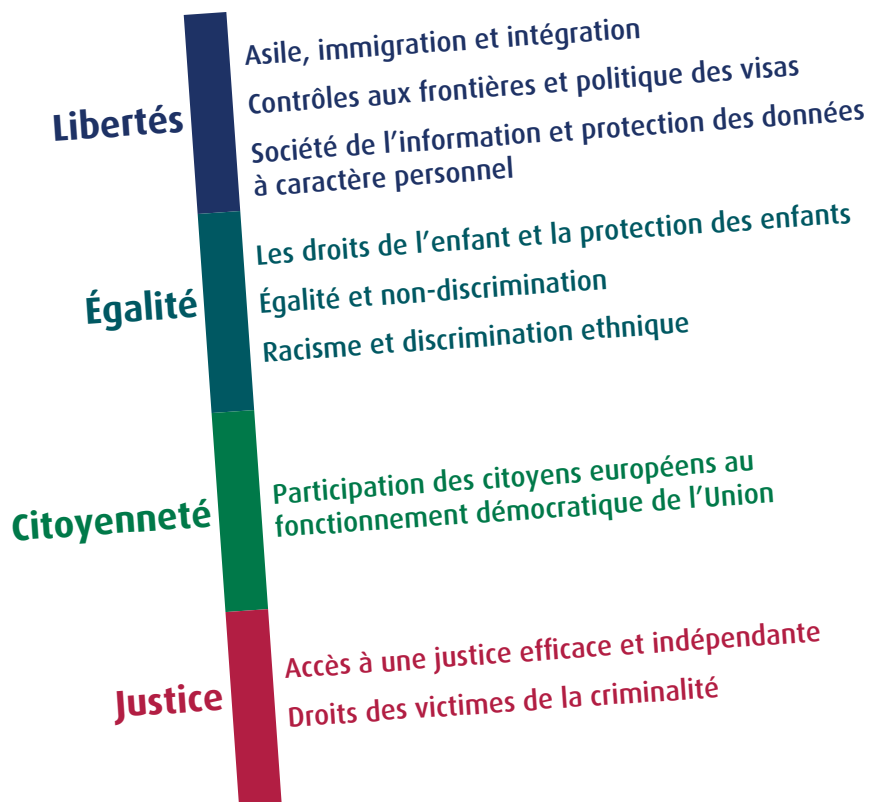 Libertés
Asile, immigration et intégration
Contrôles aux frontières et politique des visas
Société de l’information et protection des données
à caractère personnel
Égalité
Les droits de l’enfant et la protection des enfants
Égalité et non-discrimination
Racisme et discrimination ethnique
Citoyenneté
Participation des citoyens européens au
fonctionnement démocratique de l’Union
Justice
Accès à une justice efficace et indépendante
Droits des victimes de la criminalité